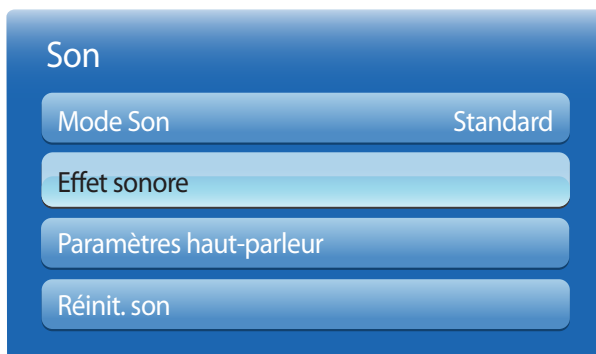 Son
Mode Son Standard
Effet sonore
Paramètres haut-parleur
Réinit. son